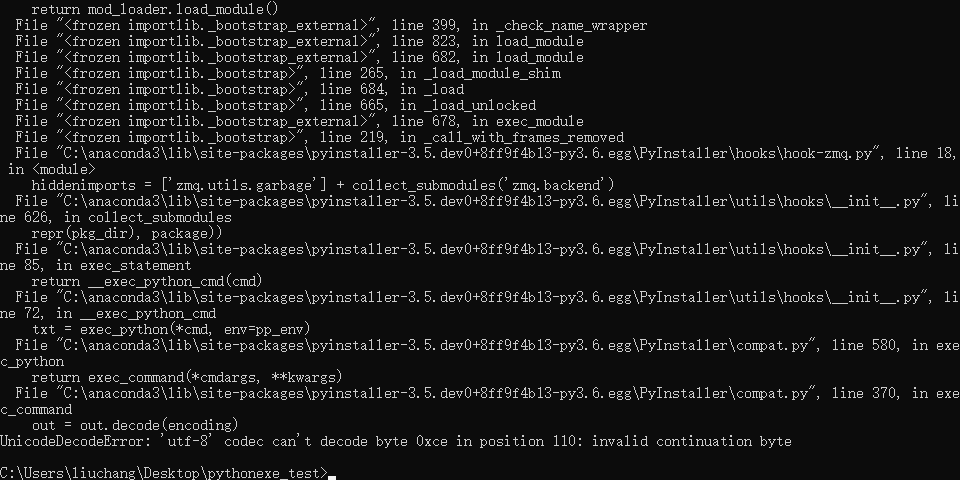 return mod_loader.load_module()
File "<frozen importlib._bootstrap_external>", line 399, in _check_name_wrapper
File "<frozen importlib._bootstrap_external>", line 823, in load_module
File "<frozen importlib._bootstrap_external>", line 682, in load_module
File "<frozen importlib._bootstrap>", line 265, in _load_module_shim
File "<frozen importlib._bootstrap>", line 684, in _load
File "<frozen importlib._bootstrap>", line 665, in _load_unlocked
File "<frozen importlib._bootstrap_external>", line 678, in exec_module
File "<frozen importlib._bootstrap>", line 219, in _call_with_frames_removed
File "C:\anaconda3\lib\site-packages\pyinstaller-3.5.dev0+8ff9f4b13-py3.6.egg\PyInstaller\hooks\hook-zmq.py", line 18,
in <module>
hiddenimports = ['zmq.utils.garbage'] + collect_submodules('zmq.backend')
File "C:\anaconda3\lib\site-packages\pyinstaller-3.5.dev0+8ff9f4b13-py3.6.egg\PyInstaller\utils\hooks\__init__.py", li
ne 626, in collect_submodules
repr(pkg_dir), package))
File "C:\anaconda3\lib\site-packages\pyinstaller-3.5.dev0+8ff9f4b13-py3.6.egg\PyInstaller\utils\hooks\__init__.py", li
ne 85, in exec_statement
return __exec_python_cmd(cmd)
File "C:\anaconda3\lib\site-packages\pyinstaller-3.5.dev0+8ff9f4b13-py3.6.egg\PyInstaller\utils\hooks\__init__.py", li
ne 72, in __exec_python_cmd
txt = exec_python(*cmd, env=pp_env)
File "C:\anaconda3\lib\site-packages\pyinstaller-3.5.dev0+8ff9f4b13-py3.6.egg\PyInstaller\compat.py", line 580, in exe
c_python
return exec_command(*cmdargs, **kwargs)
File "C:\anaconda3\lib\site-packages\pyinstaller-3.5.dev0+8ff9f4b13-py3.6.egg\PyInstaller\compat.py", line 370, in exe
c_command
out = out.decode(encoding)
UnicodeDecodeError: 'utf-8' codec can't decode byte 0xce in position 110: invalid continuation byte
C:\Users\liuchang\Desktop\pythonexe_test>